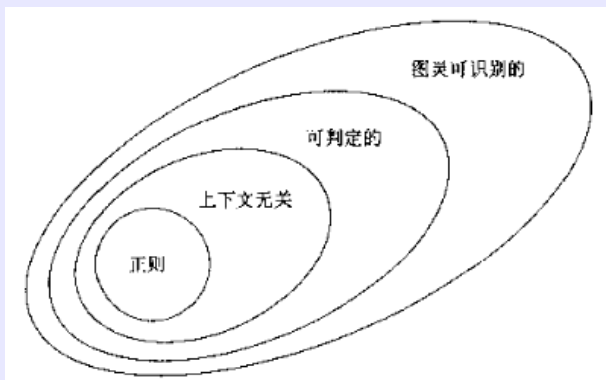 图灵可识别的
可判定的
上下文无关
正则